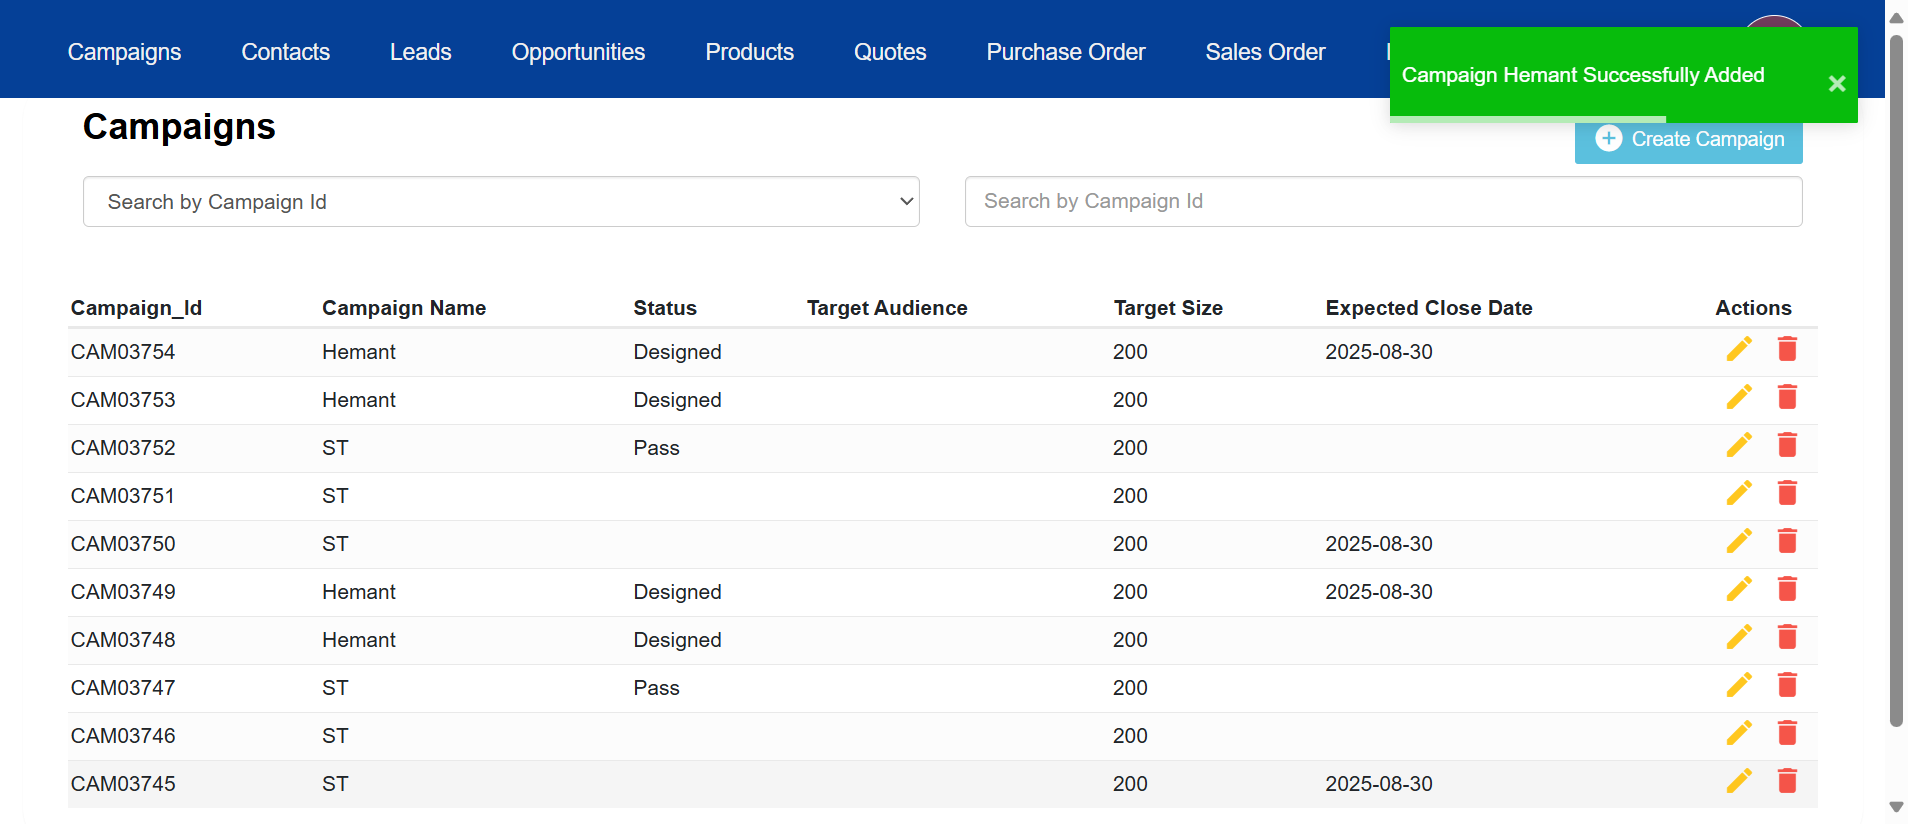 Campaigns Contacts Leads Opportunities Products Quotes Purchase Order Sales Order
Campaign Hemant Successfully Added ×
Campaigns
Create Campaign
Search by Campaign Id Search by Campaign Id
Campaign_Id Campaign Name Status Target Audience Target Size Expected Close Date Actions
CAM03754 Hemant Designed 200 2025-08-30
CAM03753 Hemant Designed 200
CAM03752 ST Pass 200
CAM03751 ST 200
CAM03750 ST 200 2025-08-30
CAM03749 Hemant Designed 200 2025-08-30
CAM03748 Hemant Designed 200
CAM03747 ST Pass 200
CAM03746 ST 200
CAM03745 ST 200 2025-08-30